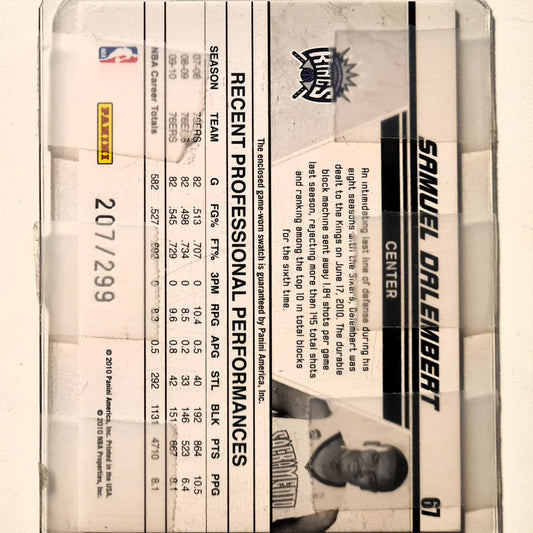 SAMUEL DALEMBERT 67
KINGS
CENTER
An intimidating last line of defense during his
eight seasons with the Sixers, Dalembert was
dealt to the Kings on June 17, 2010. The durable
block machine sent away 1.84 shots per game
last season, rejecting more than 145 total shots
and ranking among the top 10 in total blocks
for the sixth time.
SACRAMENTO
The enclosed game-worn swatch is guaranteed by Panini America, Inc.
RECENT PROFESSIONAL PERFORMANCES
SEASON TEAM G FG% FT% 3PM RPG APG STL BLK PTS PPG
07-08 76ERS 82 .513 .707 0 10.4 0.5 40 192 864 10.5
08-09 76ERS 82 .498 .734 0 8.5 0.2 33 146 523 6.4
09-10 76ERS 82 .545 .729 0 9.6 0.8 42 151 667 8.1
NBA Career Totals 582 .527 0 8.3 0.5 292 1131 4710 8.1
NBA
PANINI
207/299
© 2010 Panini America, Inc. Printed in the USA.
© 2010 NBA Properties, Inc.